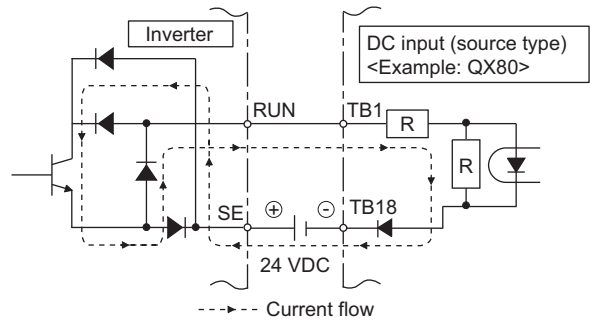 Inverter
DC input (source type)
<Example: QX80>
RUN
TB1
R
R
SE
⊕
⊖
TB18
24 VDC
Current flow